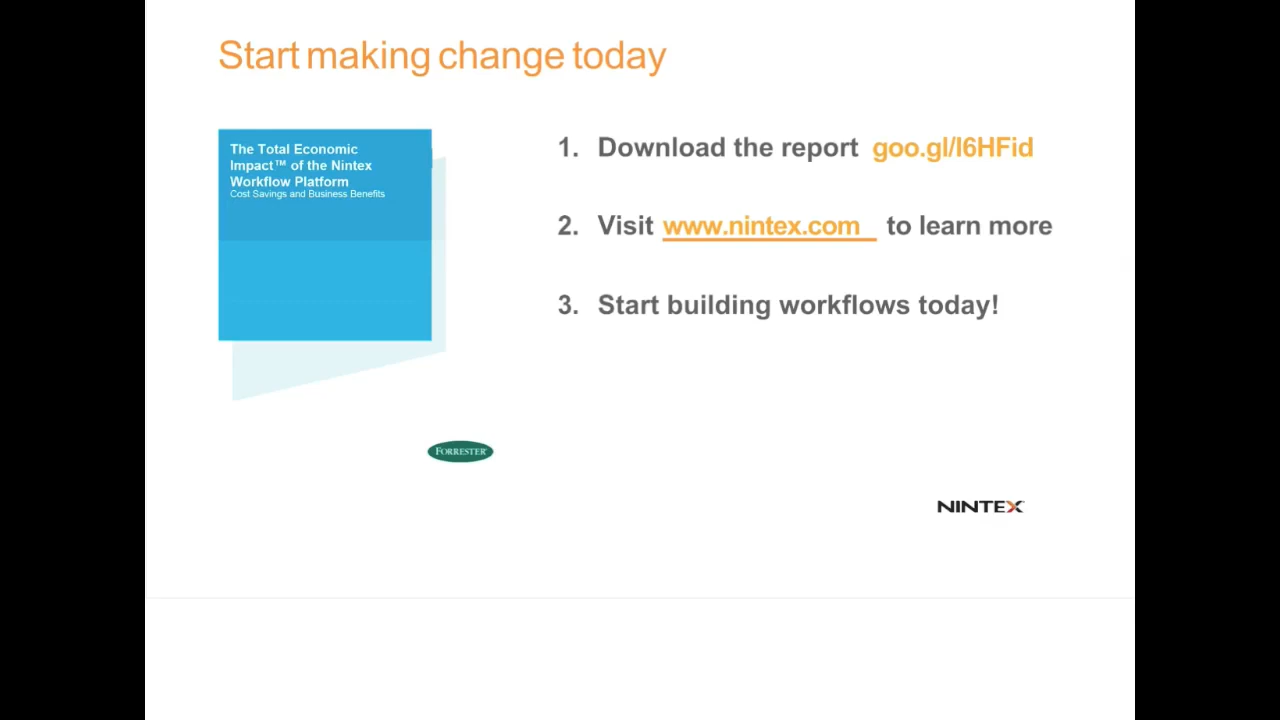 Start making change today
The Total Economic
Impact™ of the Nintex
Workflow Platform
Cost Savings and Business Benefits
1. Download the report goo.gl/l6HFid
2. Visit www.nintex.com to learn more
3. Start building workflows today!
FORRESTER
NINTEX